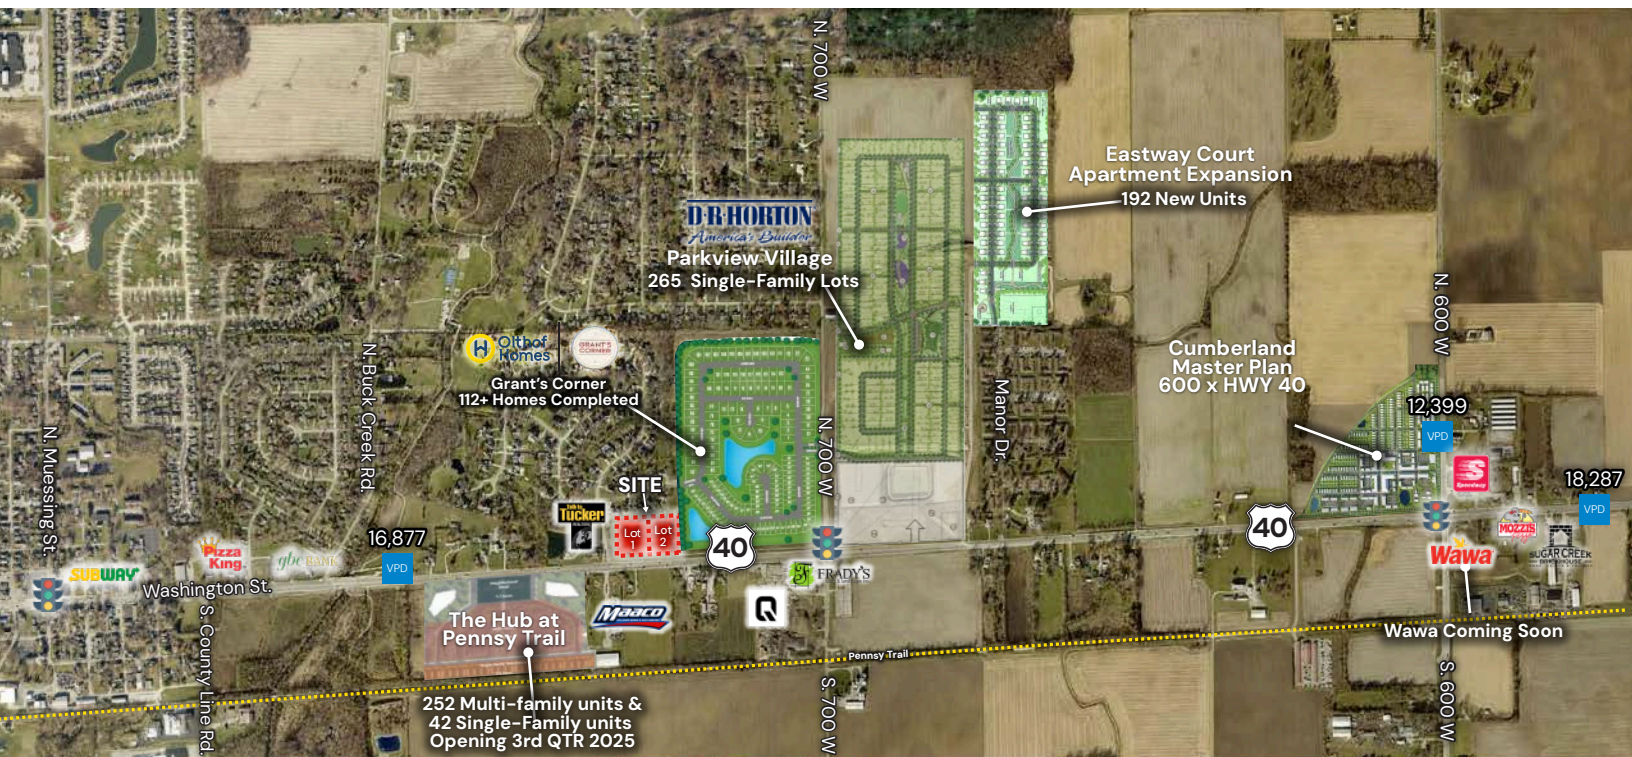 N. 700 W
Eastway Court
Apartment Expansion
192 New Units
D·R·HORTON
America's Builder
Parkview Village
265 Single-Family Lots
N. 600 W
Olthof
Homes
GRANT'S
CORNER
Grant's Corner
112+ Homes Completed
N. Buck Creek Rd.
N. Muessing St.
N. 700 W
Manor Dr.
Cumberland
Master Plan
600 x HWY 40
12,399
VPD
Speedway
18,287
VPD
SITE
Talk to
Tucker
Lot
1
Lot
2
40
40
16,877
VPD
Pizza
King
gbc BANK
SUBWAY
Washington St.
S. County Line Rd.
The Hub at
Pennsy Trail
Maaco
Q
FRADY'S
MOZZIS
Wawa
SUGAR CREEK
BRICKHOUSE
Wawa Coming Soon
Pennsy Trail
252 Multi-family units &
42 Single-Family units
Opening 3rd QTR 2025
S. 700 W
S. 600 W